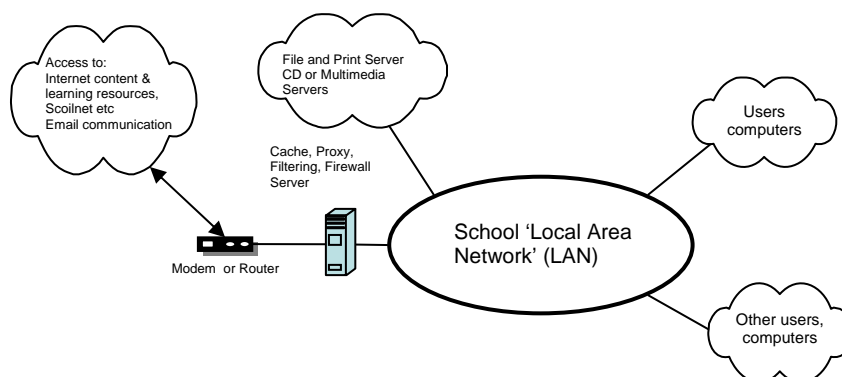 Access to:
Internet content &
learning resources,
Scoilnet etc
Email communication
File and Print Server
CD or Multimedia
Servers
Users
computers
Cache, Proxy,
Filtering, Firewall
Server
School ‘Local Area
Network’ (LAN)
Modem or Router
Other users,
computers